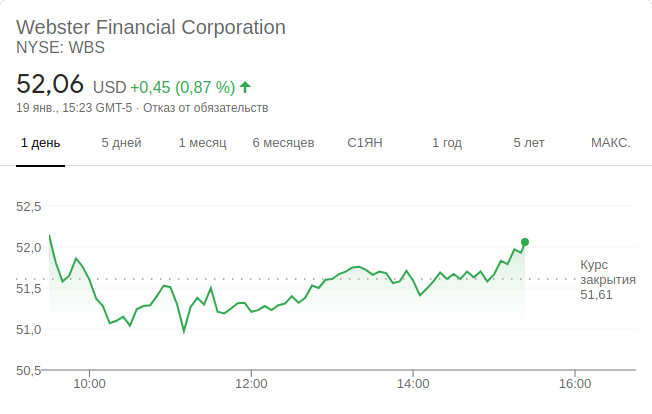 Webster Financial Corporation
NYSE: WBS
52,06 USD +0,45 (0,87 %)
19 янв., 15:23 GMT-5 · Отказ от обязательств
1 день 5 дней 1 месяц 6 месяцев С1ЯН 1 год 5 лет МАКС.
52,5
52,0
51,5
51,0
50,5
Курс
закрытия
51,61
10:00 12:00 14:00 16:00